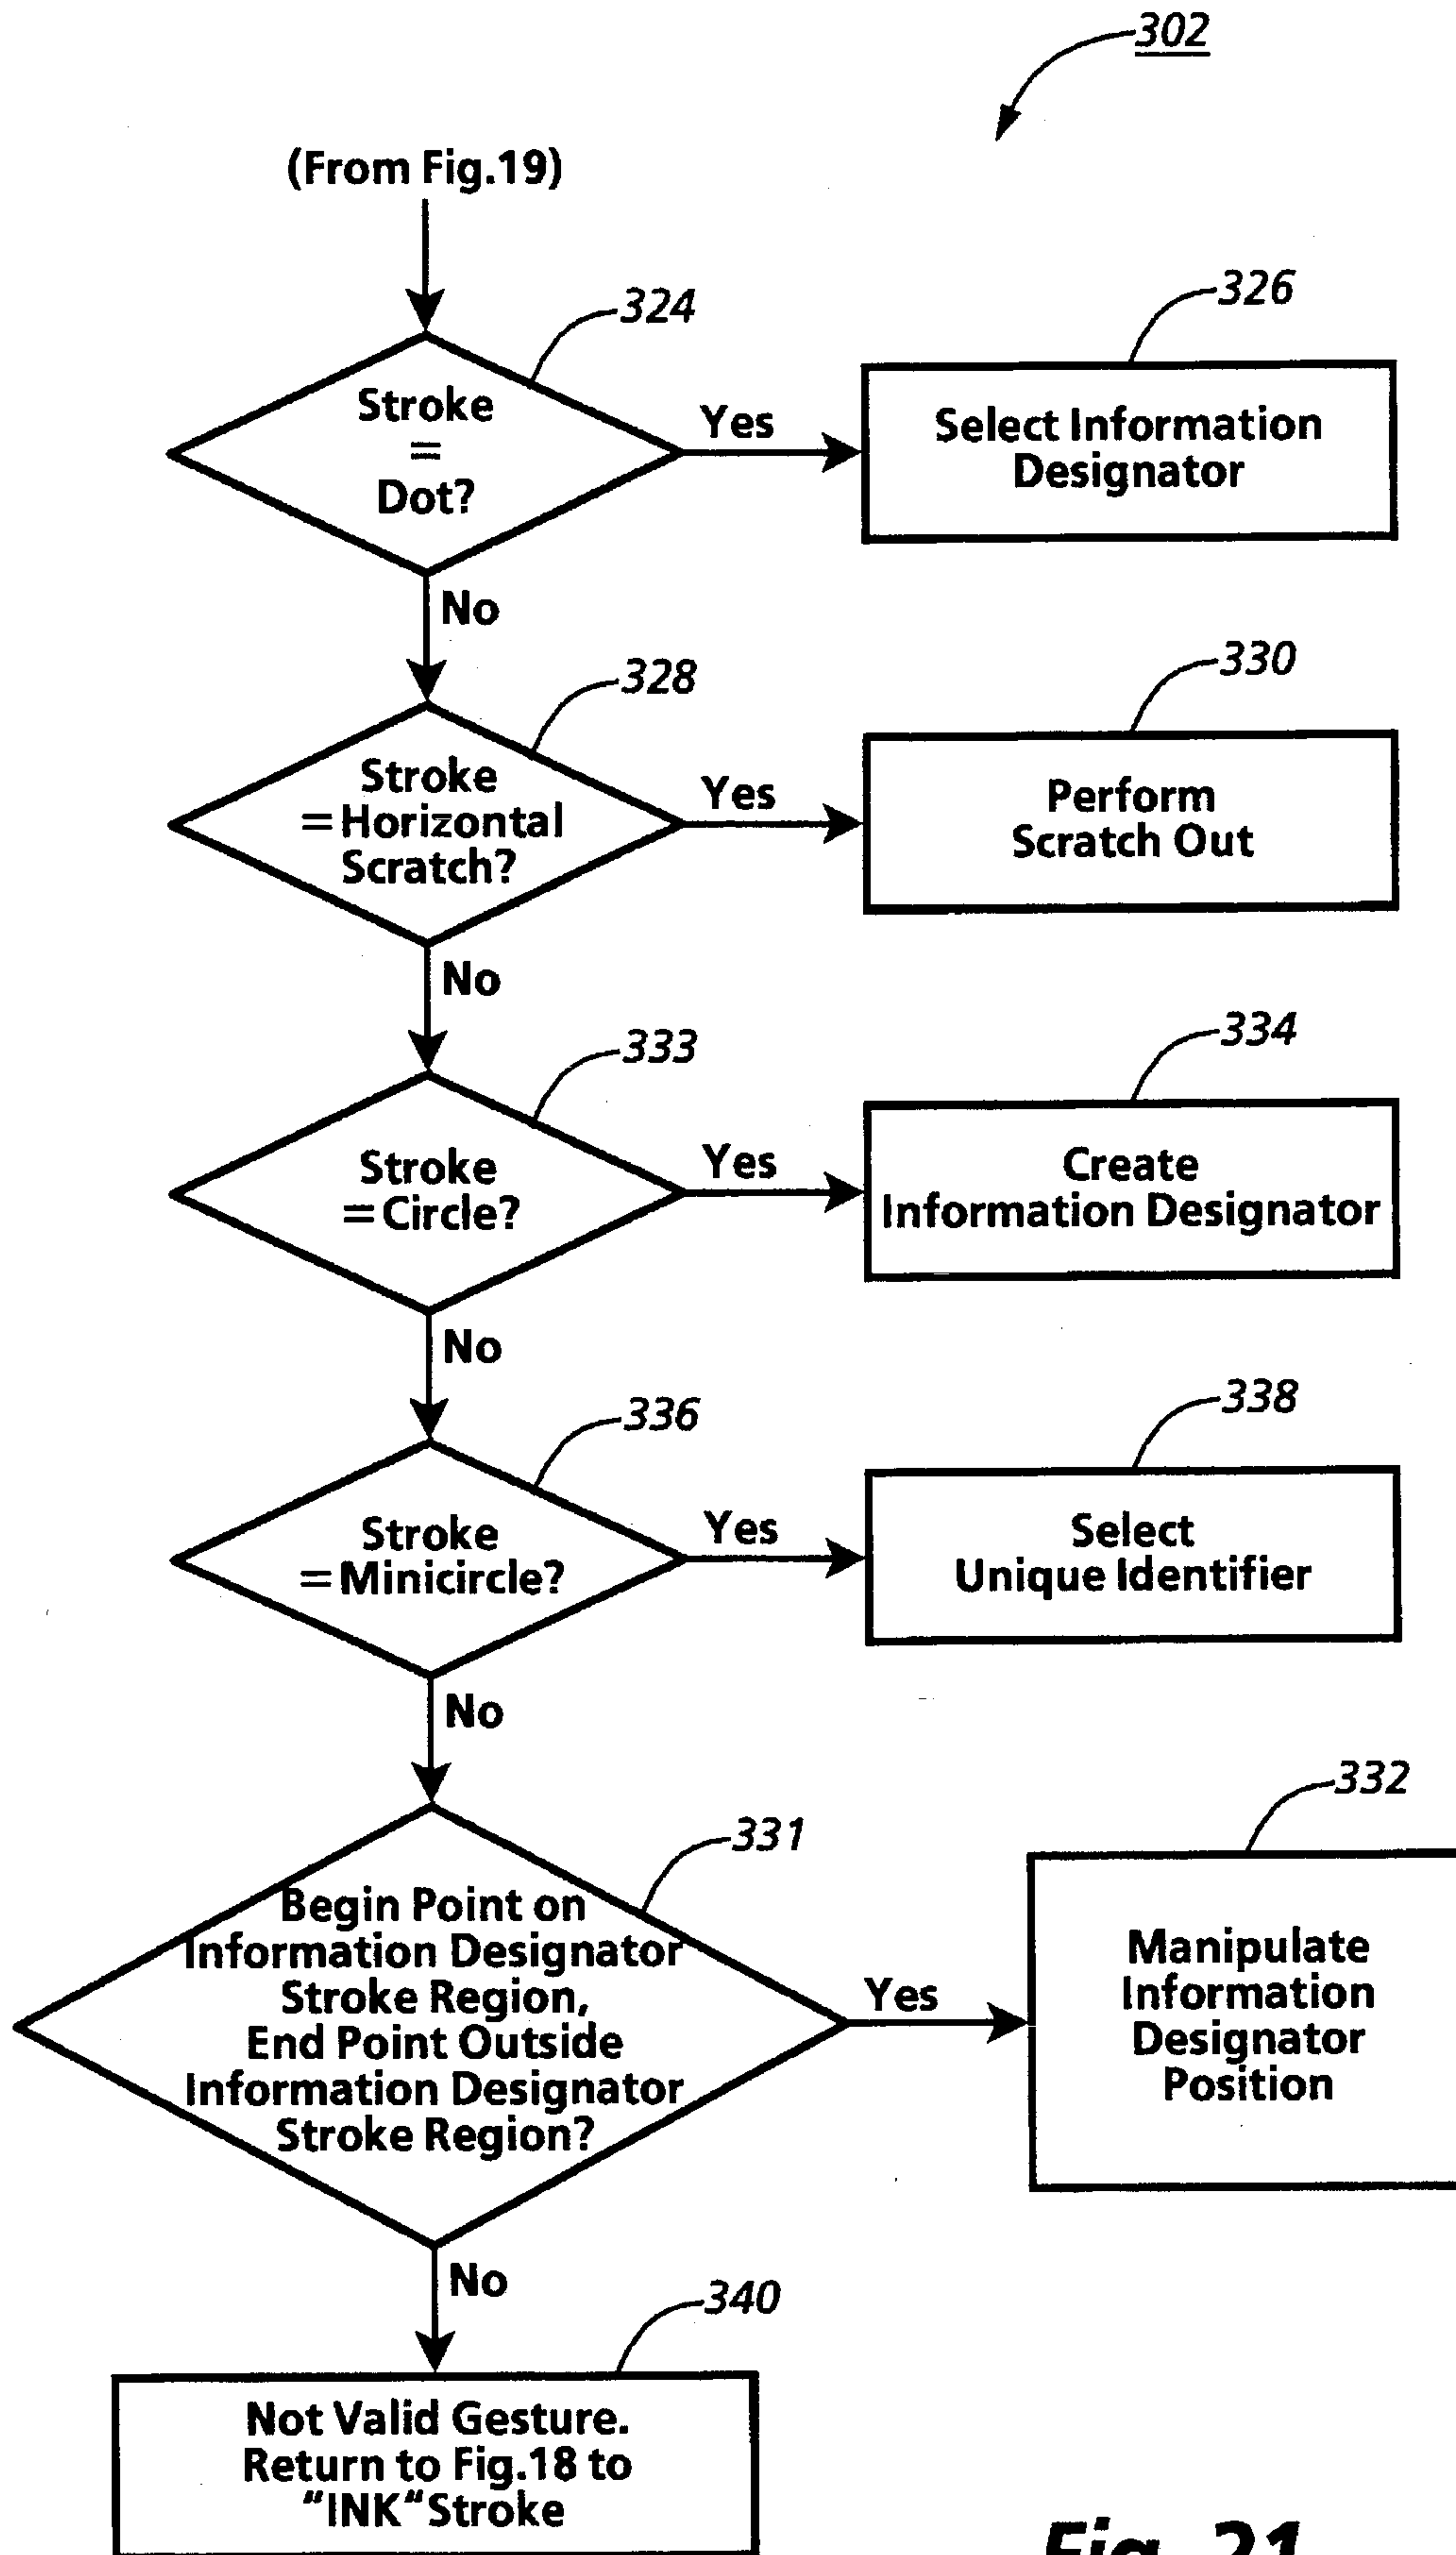 302
(From Fig.19)
324
326
Stroke
=
Dot?
Yes
Select Information
Designator
No
328
330
Stroke
=Horizontal
Scratch?
Yes
Perform
Scratch Out
No
333
334
Stroke
=Circle?
Yes
Create
Information Designator
No
336
338
Stroke
=Minicircle?
Yes
Select
Unique Identifier
No
331
332
Begin Point on
Information Designator
Stroke Region,
End Point Outside
Information Designator
Stroke Region?
Yes
Manipulate
Information
Designator
Position
No
340
Not Valid Gesture.
Return to Fig.18 to
"INK" Stroke
Fig. 21